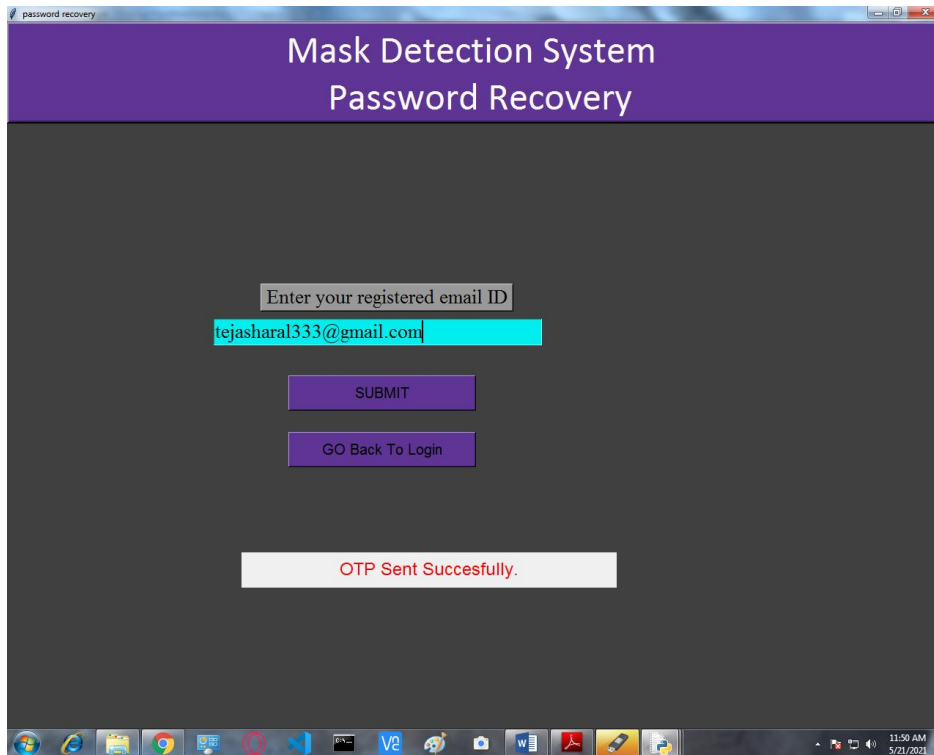 password recovery
Mask Detection System
Password Recovery
Enter your registered email ID
tejasharal333@gmail.com
SUBMIT
GO Back To Login
OTP Sent Succesfully.
11:50 AM
5/21/2021